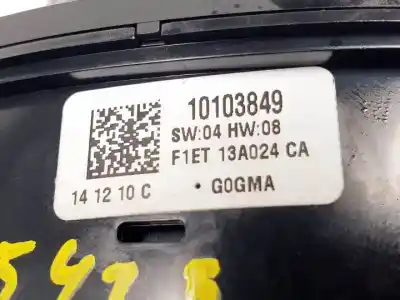 10103849
SW:04 HW:08
F1ET 13A024 CA
14 12 10 C
• G0GMA